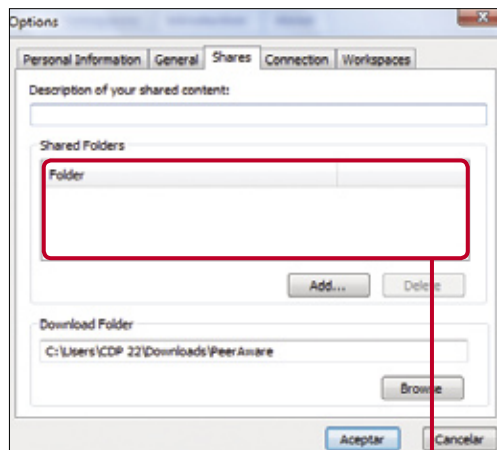 Options
Personal Information General Shares Connection Workspaces
Description of your shared content:
Shared Folders
Folder
Add... Delete
Download Folder
C:\Users\CDP 22\Downloads\PeerAware
Browse
Aceptar Cancelar